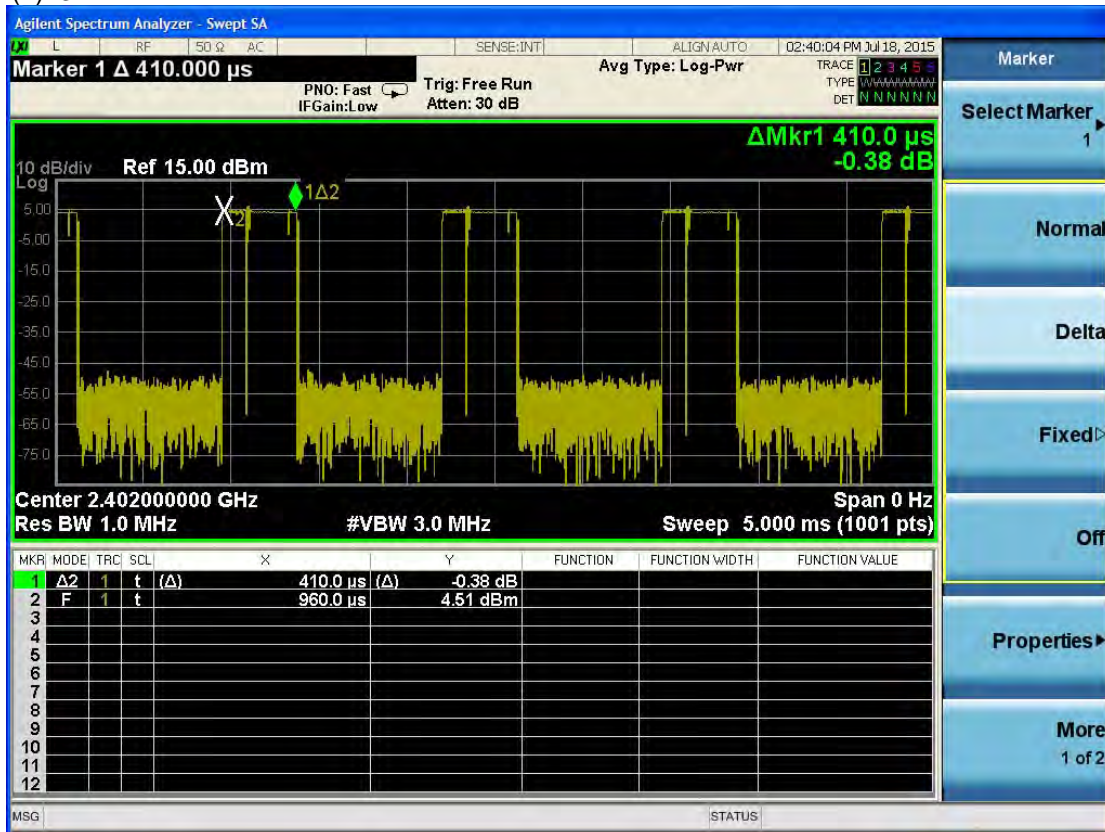 Agilent Spectrum Analyzer - Swept SA
LXI L RF 50 Ω AC SENSE:INT ALIGN AUTO 02:40:04 PM Jul 18, 2015
Marker 1 Δ 410.000 µs
PNO: Fast
IFGain:Low
Trig: Free Run
Atten: 30 dB
Avg Type: Log-Pwr
TRACE 1 2 3 4 5 6
TYPE
DET N N N N N N
ΔMkr1 410.0 µs
-0.38 dB
10 dB/div Ref 15.00 dBm
Log
1Δ2
X2
5.00
-5.00
-15.0
-25.0
-35.0
-45.0
-55.0
-65.0
-75.0
Center 2.402000000 GHz Span 0 Hz
Res BW 1.0 MHz #VBW 3.0 MHz Sweep 5.000 ms (1001 pts)
MKR MODE TRC SCL X Y FUNCTION FUNCTION WIDTH FUNCTION VALUE
1 Δ2 1 t (Δ) 410.0 µs (Δ) -0.38 dB
2 F 1 t 960.0 µs 4.51 dBm
3
4
5
6
7
8
9
10
11
12
MSG STATUS
Marker
Select Marker
1
Normal
Delta
Fixed
Off
Properties
More
1 of 2